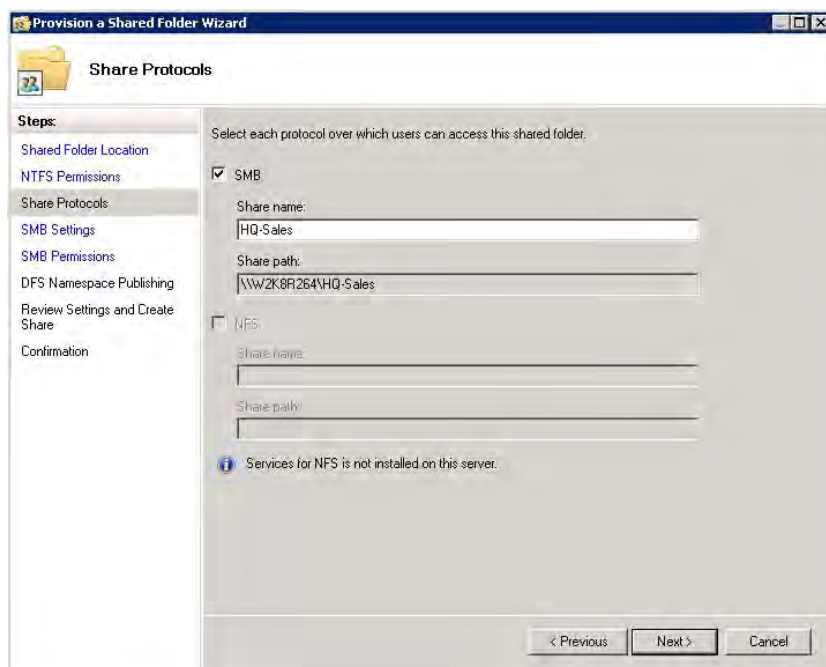 Provision a Shared Folder Wizard
Share Protocols
Steps:
Shared Folder Location
NTFS Permissions
Share Protocols
SMB Settings
SMB Permissions
DFS Namespace Publishing
Review Settings and Create
Share
Confirmation
Select each protocol over which users can access this shared folder.
SMB
Share name:
HQ-Sales
Share path:
\\W2K8R264\HQ-Sales
NFS
Share name:
Share path:
Services for NFS is not installed on this server.
< Previous
Next >
Cancel